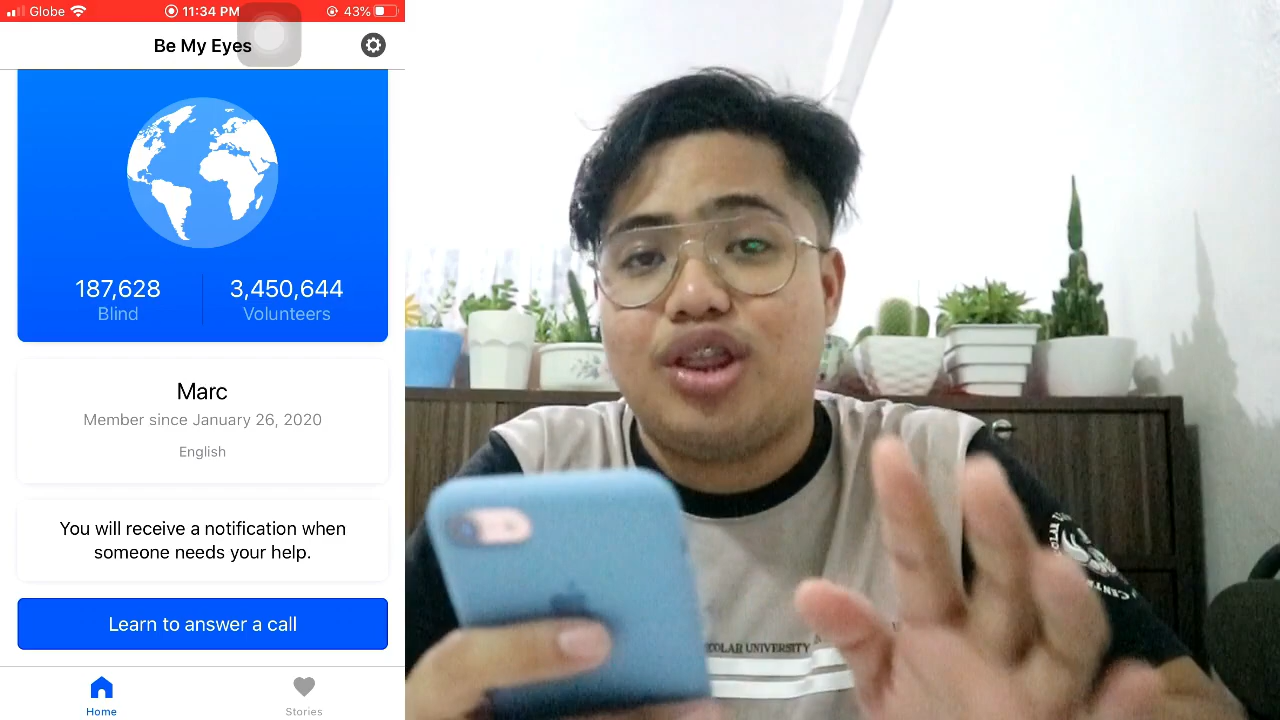 Globe 11:34 PM 43%
Be My Eyes
187,628 3,450,644
Blind Volunteers
Marc
Member since January 26, 2020
English
You will receive a notification when
someone needs your help.
Learn to answer a call
Home Stories
UNIVERSITY